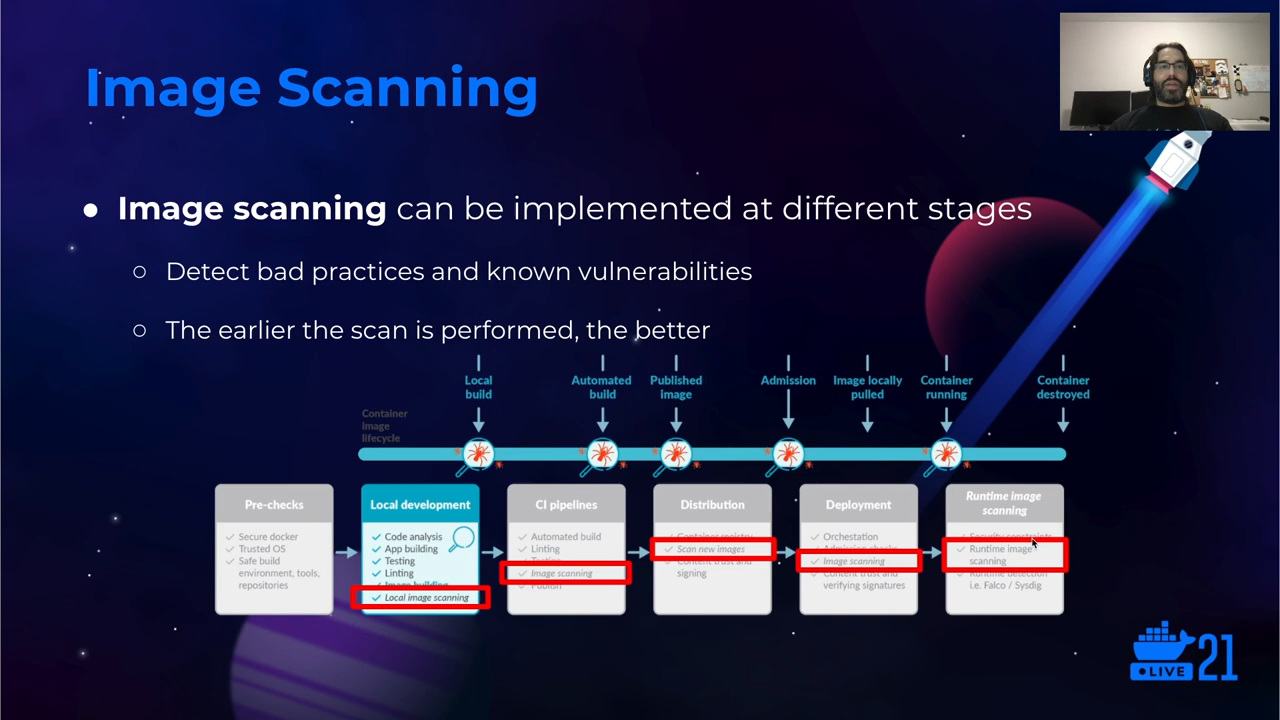 Image Scanning
● Image scanning can be implemented at different stages
○ Detect bad practices and known vulnerabilities
○ The earlier the scan is performed, the better
Local build
Automated build
Published image
Admission
Image locally pulled
Container running
Container destroyed
Container image lifecycle
Pre-checks
✓ Secure docker
✓ Trusted OS
✓ Safe build environment, tools, repositories
Local development
✓ Code analysis
✓ App building
✓ Testing
✓ Linting
✓ Image building
✓ Local image scanning
CI pipelines
✓ Automated build
✓ Linting
✓ Testing
✓ Image scanning
✓ Publish
Distribution
✓ Container registry
✓ Scan new images
✓ Content trust and signing
Deployment
✓ Orchestration
✓ Admission checks
✓ Image scanning
✓ Content trust and verifying signatures
Runtime image scanning
✓ Security constraints
✓ Runtime image scanning
✓ Runtime detection i.e. Falco / Sysdig
LIVE 21